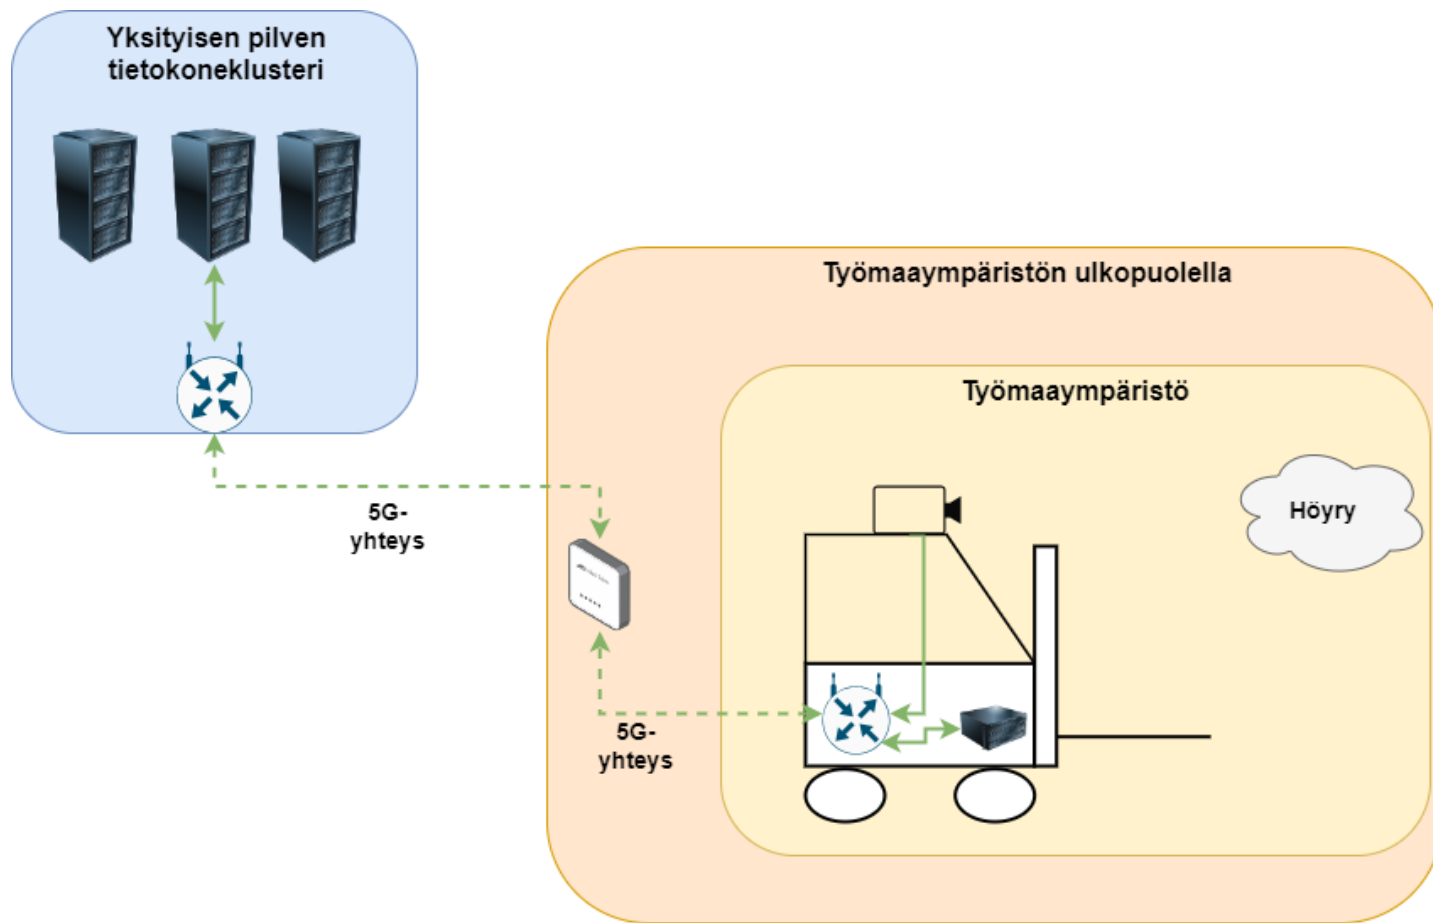 Yksityisen pilven
tietokoneklusteri
Työmaaympäristön ulkopuolella
Työmaaympäristö
Höyry
5G-
yhteys
5G-
yhteys